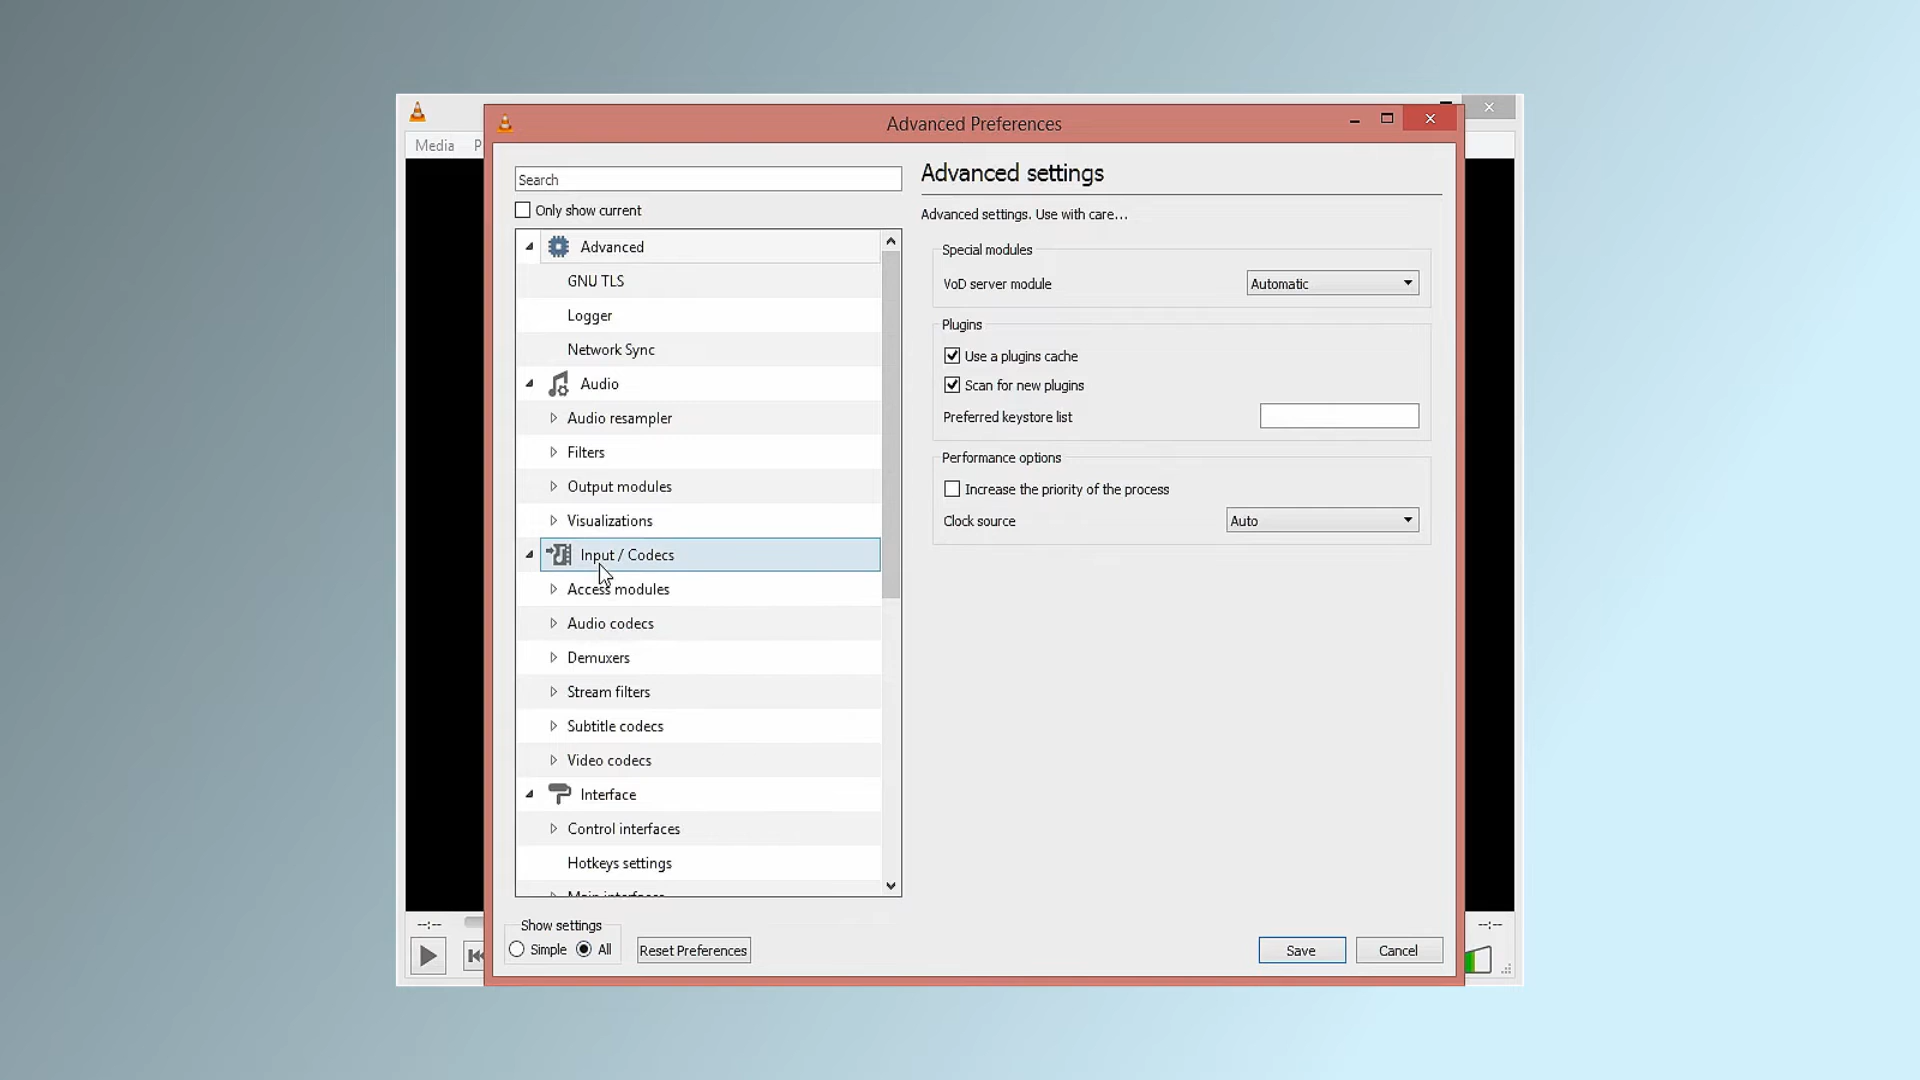 Advanced Preferences
Media P
Search
Only show current
Advanced
GNU TLS
Logger
Network Sync
Audio
Audio resampler
Filters
Output modules
Visualizations
Input / Codecs
Access modules
Audio codecs
Demuxers
Stream filters
Subtitle codecs
Video codecs
Interface
Control interfaces
Hotkeys settings
Main interfaces
Advanced settings
Advanced settings. Use with care...
Special modules
VoD server module Automatic
Plugins
Use a plugins cache
Scan for new plugins
Preferred keystore list
Performance options
Increase the priority of the process
Clock source Auto
--:-- --:--
Show settings
Simple All Reset Preferences Save Cancel